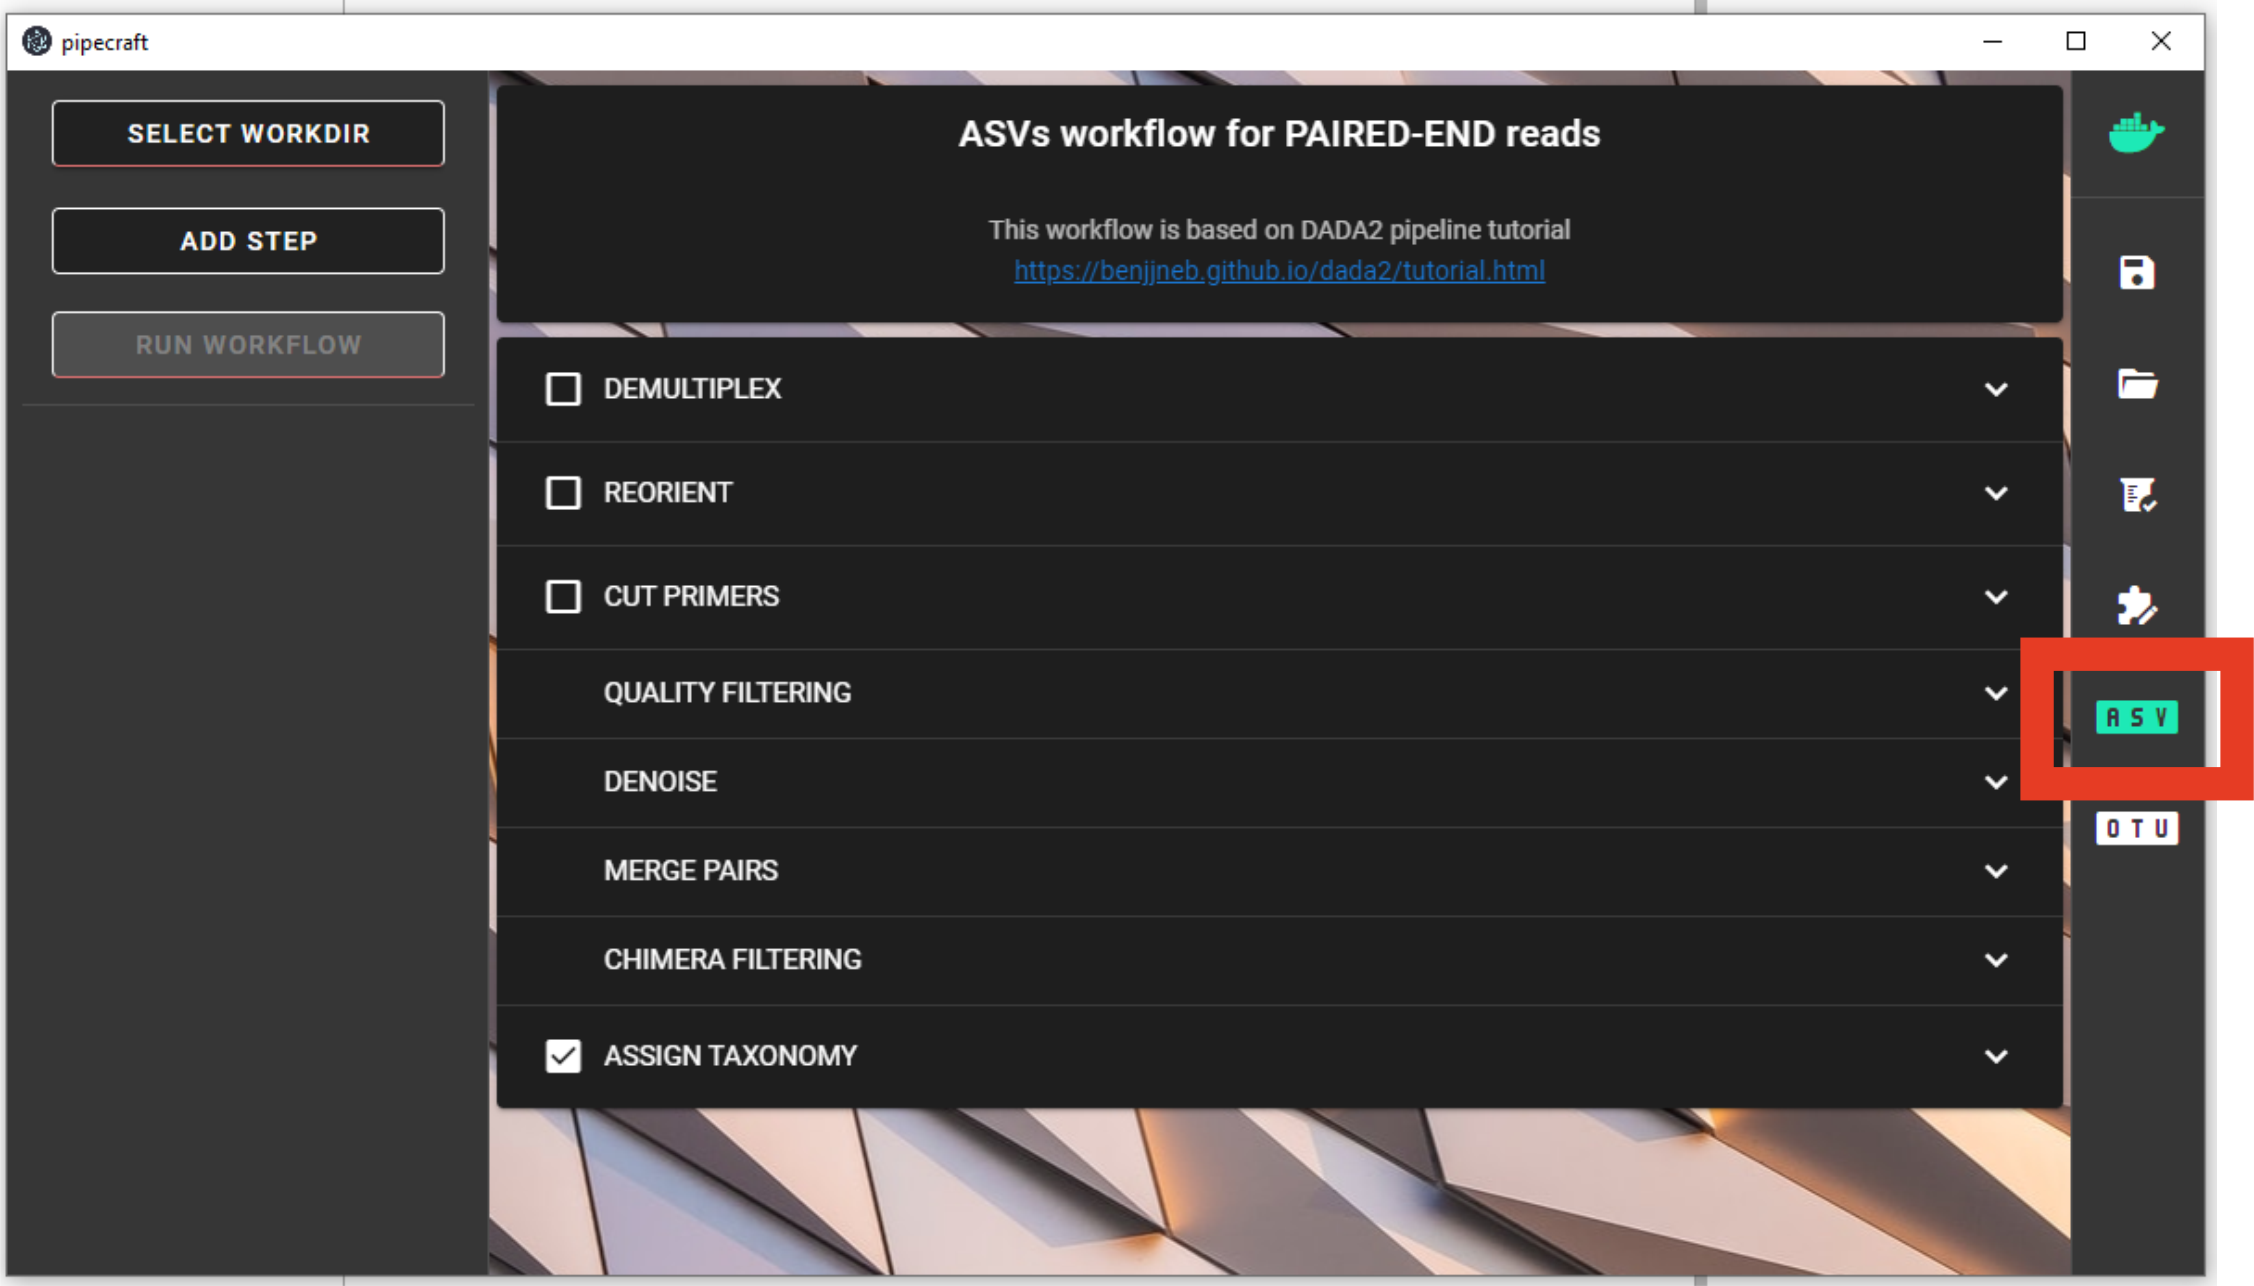 pipecraft
SELECT WORKDIR
ADD STEP
RUN WORKFLOW
ASVs workflow for PAIRED-END reads
This workflow is based on DADA2 pipeline tutorial
https://benjjneb.github.io/dada2/tutorial.html
DEMULTIPLEX
REORIENT
CUT PRIMERS
QUALITY FILTERING
DENOISE
MERGE PAIRS
CHIMERA FILTERING
ASSIGN TAXONOMY
ASV
OTU